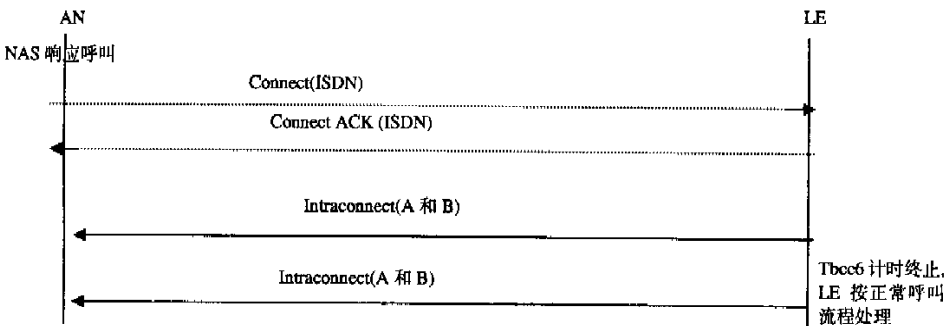 AN
LE
NAS 响应呼叫
Connect(ISDN)
Connect ACK (ISDN)
Intraconnect(A 和 B)
Intraconnect(A 和 B)
Tbcc6 计时终止,
LE 按正常呼叫
流程处理